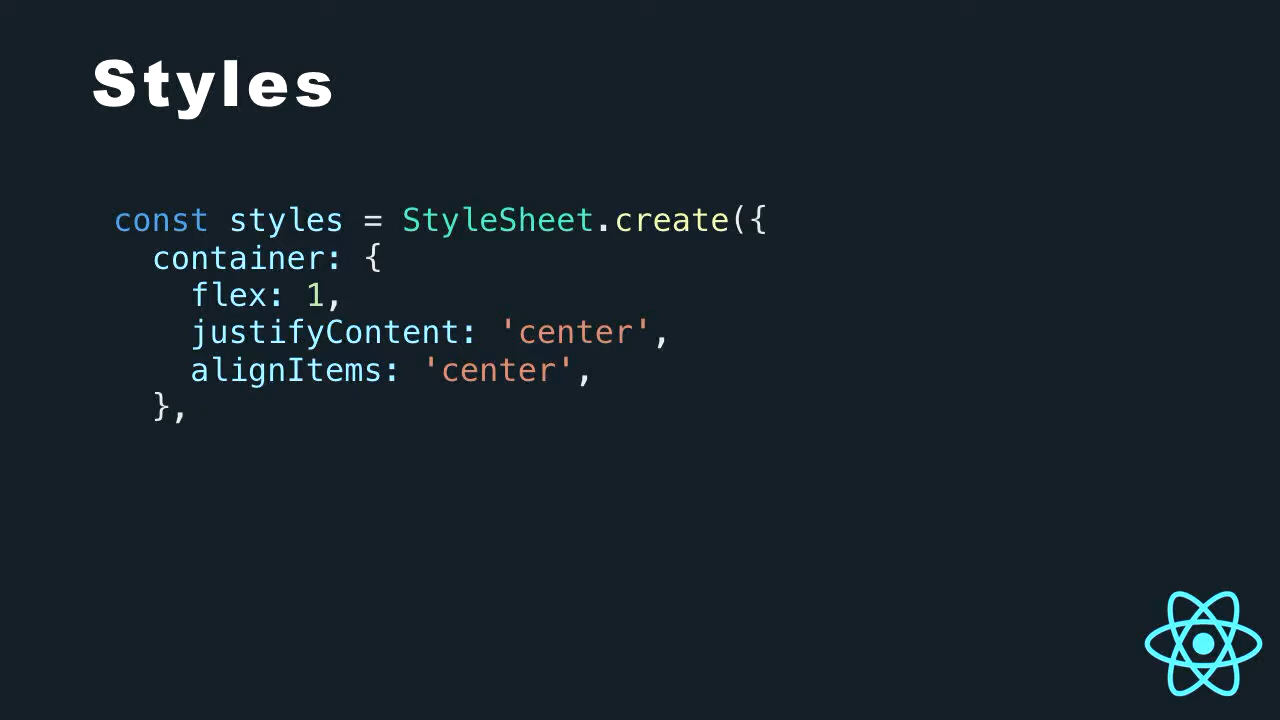 Styles
const styles = StyleSheet.create({
  container: {
    flex: 1,
    justifyContent: 'center',
    alignItems: 'center',
  },